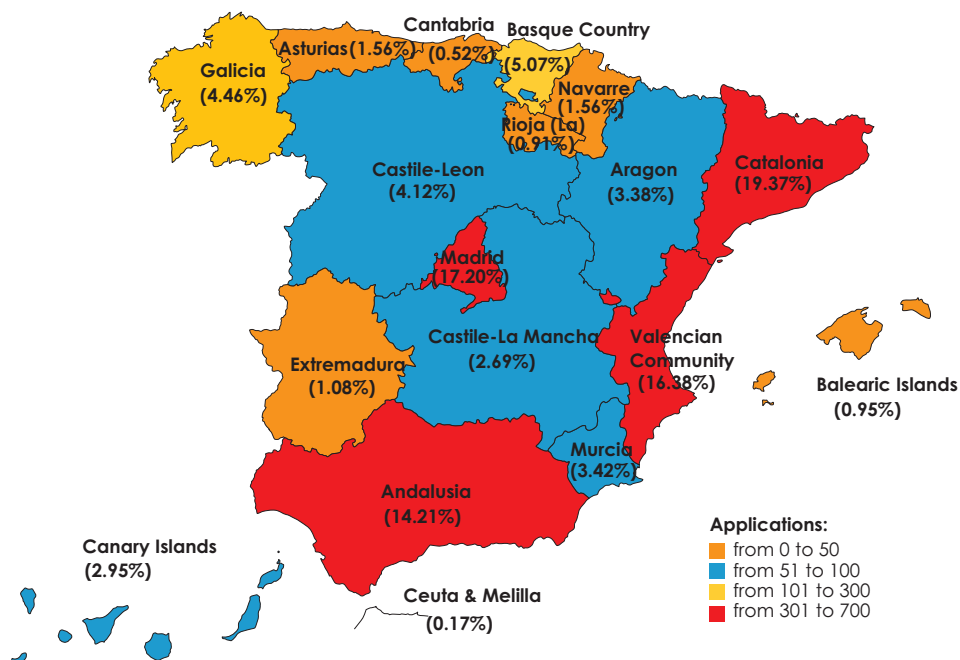 Cantabria
(0.52%)
Basque Country
(5.07%)
Asturias (1.56%)
Galicia
(4.46%)
Navarre
(1.56%)
Rioja (La)
(0.91%)
Castile-Leon
(4.12%)
Aragon
(3.38%)
Catalonia
(19.37%)
Madrid
(17.20%)
Castile-La Mancha
(2.69%)
Valencian
Community
(16.38%)
Extremadura
(1.08%)
Balearic Islands
(0.95%)
Murcia
(3.42%)
Andalusia
(14.21%)
Canary Islands
(2.95%)
Ceuta & Melilla
(0.17%)
Applications:
from 0 to 50
from 51 to 100
from 101 to 300
from 301 to 700